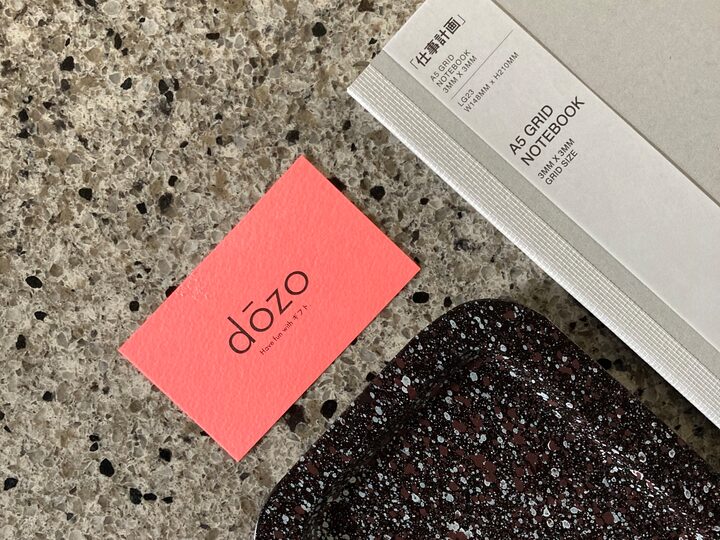 「仕事計画」
A5 GRID
NOTEBOOK
3MM X 3MM
LG23
W148MM x H210MM
A5 GRID
NOTEBOOK
3MM X 3MM
GRID SIZE
dōzo
Have fun with ギフト